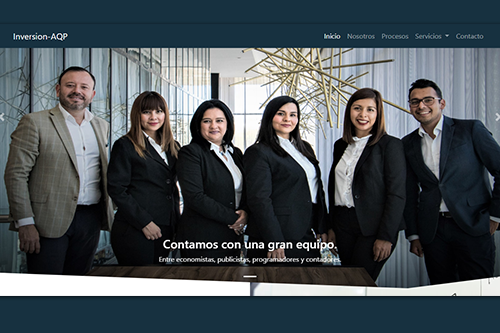 Inversion-AQP
Inicio Nosotros Procesos Servicios Contacto
Contamos con una gran equipo.
Entre economistas, publicistas, programadores y contadores.